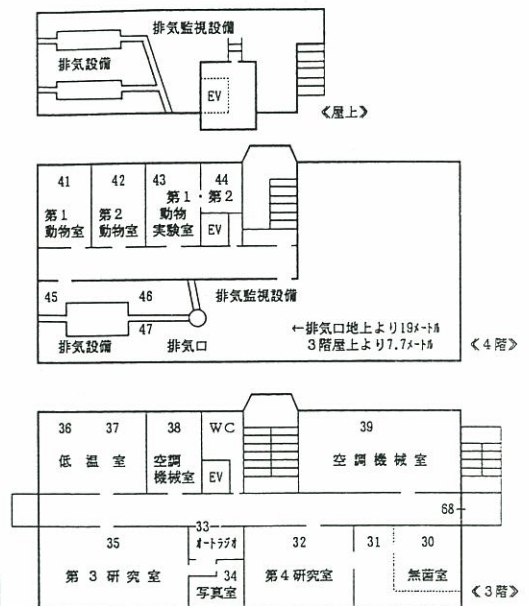 排気監視設備
排気設備
EV
≪屋上≫
41
42
43
44
第1
動物室
第2
動物室
第1・第2
動物
実験室
EV
45
46
47
排気監視設備
排気設備
排気口
←排気口地上より19メートル
3階屋上より7.7メートル
≪4階≫
36
37
38
WC
39
低温室
空調
機械室
EV
空調機械室
68
33
35
オートラジオ
32
31
30
第3研究室
34
写真室
第4研究室
無菌室
≪3階≫